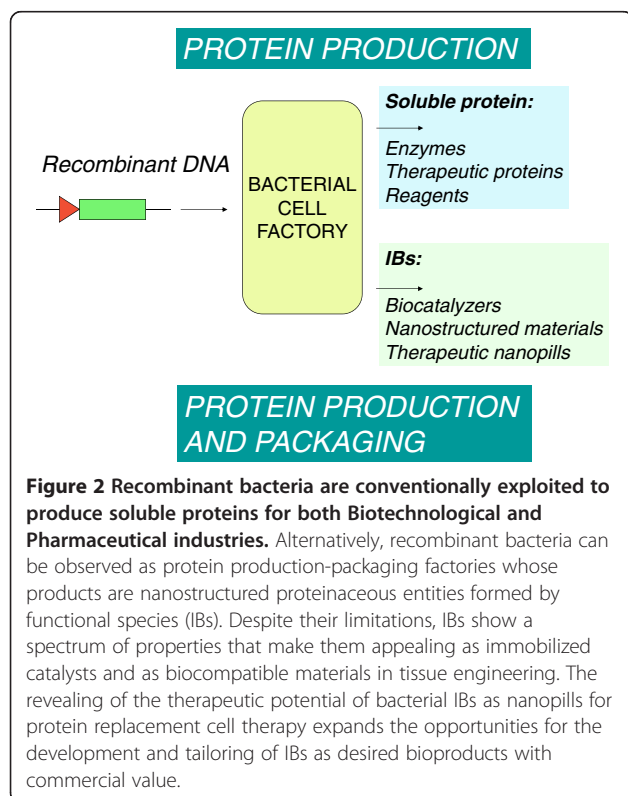 PROTEIN PRODUCTION
Soluble protein:
Enzymes
Therapeutic proteins
Reagents
Recombinant DNA
BACTERIAL
CELL
FACTORY
IBs:
Biocatalyzers
Nanostructured materials
Therapeutic nanopills
PROTEIN PRODUCTION
AND PACKAGING
Figure 2 Recombinant bacteria are conventionally exploited to
produce soluble proteins for both Biotechnological and
Pharmaceutical industries. Alternatively, recombinant bacteria can
be observed as protein production-packaging factories whose
products are nanostructured proteinaceous entities formed by
functional species (IBs). Despite their limitations, IBs show a
spectrum of properties that make them appealing as immobilized
catalysts and as biocompatible materials in tissue engineering. The
revealing of the therapeutic potential of bacterial IBs as nanopills for
protein replacement cell therapy expands the opportunities for the
development and tailoring of IBs as desired bioproducts with
commercial value.